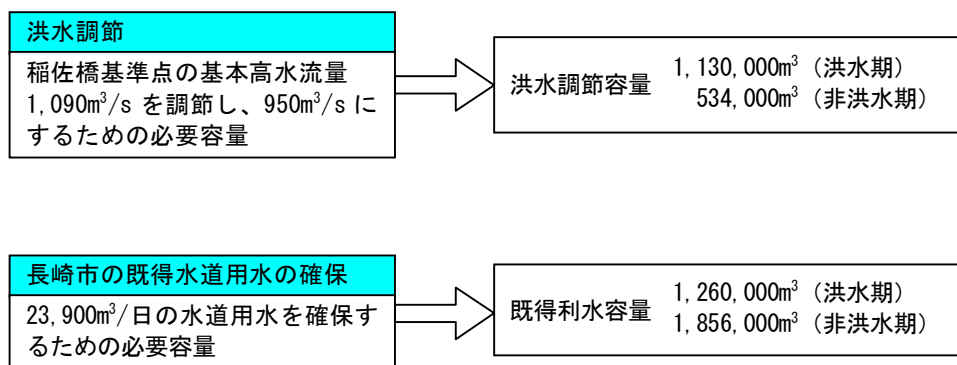 洪水調節
稲佐橋基準点の基本高水流量
1,090m³/s を調節し、950m³/s に
するための必要容量
洪水調節容量
1,130,000m³（洪水期）
534,000m³（非洪水期）
長崎市の既得水道用水の確保
23,900m³/日の水道用水を確保す
るための必要容量
既得利水容量
1,260,000m³（洪水期）
1,856,000m³（非洪水期）